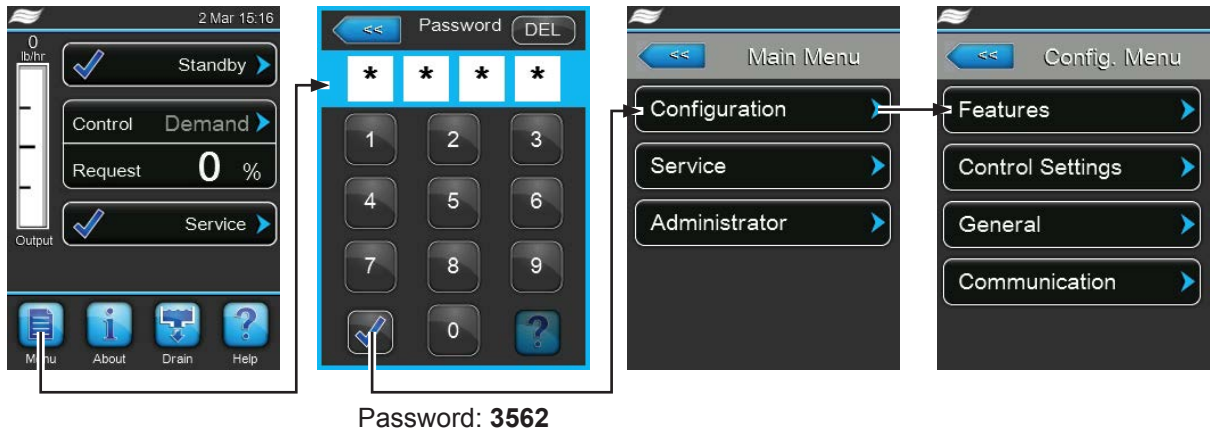 2 Mar 15:16
0
lb/hr
Standby
Control Demand
Request 0 %
Service
Output
Menu About Drain Help
<< Password DEL
* * * *
1 2 3
4 5 6
7 8 9
0 ?
Password: 3562
<< Main Menu
Configuration
Service
Administrator
<< Config. Menu
Features
Control Settings
General
Communication